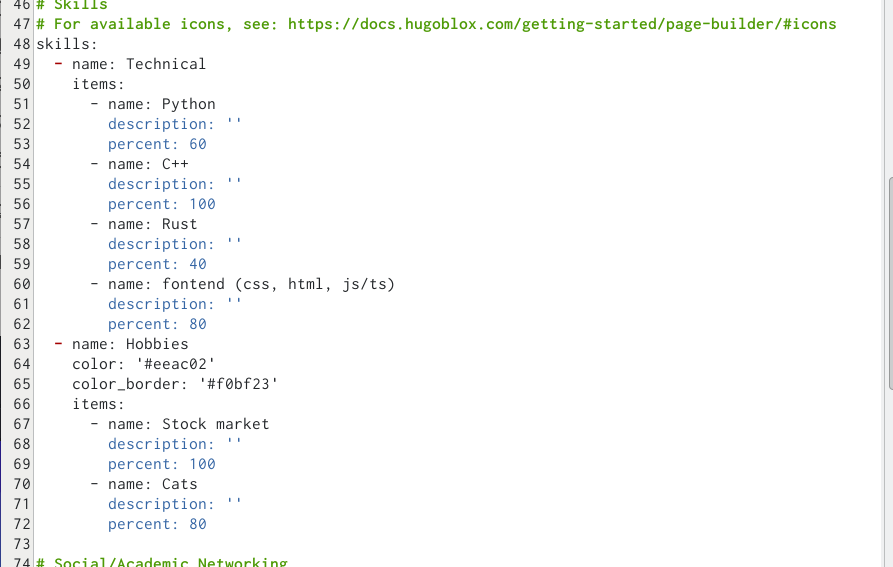 46 # Skills
47 # For available icons, see: https://docs.hugoblox.com/getting-started/page-builder/#icons
48 skills:
49   - name: Technical
50     items:
51       - name: Python
52         description: ''
53         percent: 60
54       - name: C++
55         description: ''
56         percent: 100
57       - name: Rust
58         description: ''
59         percent: 40
60       - name: fontend (css, html, js/ts)
61         description: ''
62         percent: 80
63   - name: Hobbies
64     color: '#eeac02'
65     color_border: '#f0bf23'
66     items:
67       - name: Stock market
68         description: ''
69         percent: 100
70       - name: Cats
71         description: ''
72         percent: 80
73
74 # Social/Academic Networking